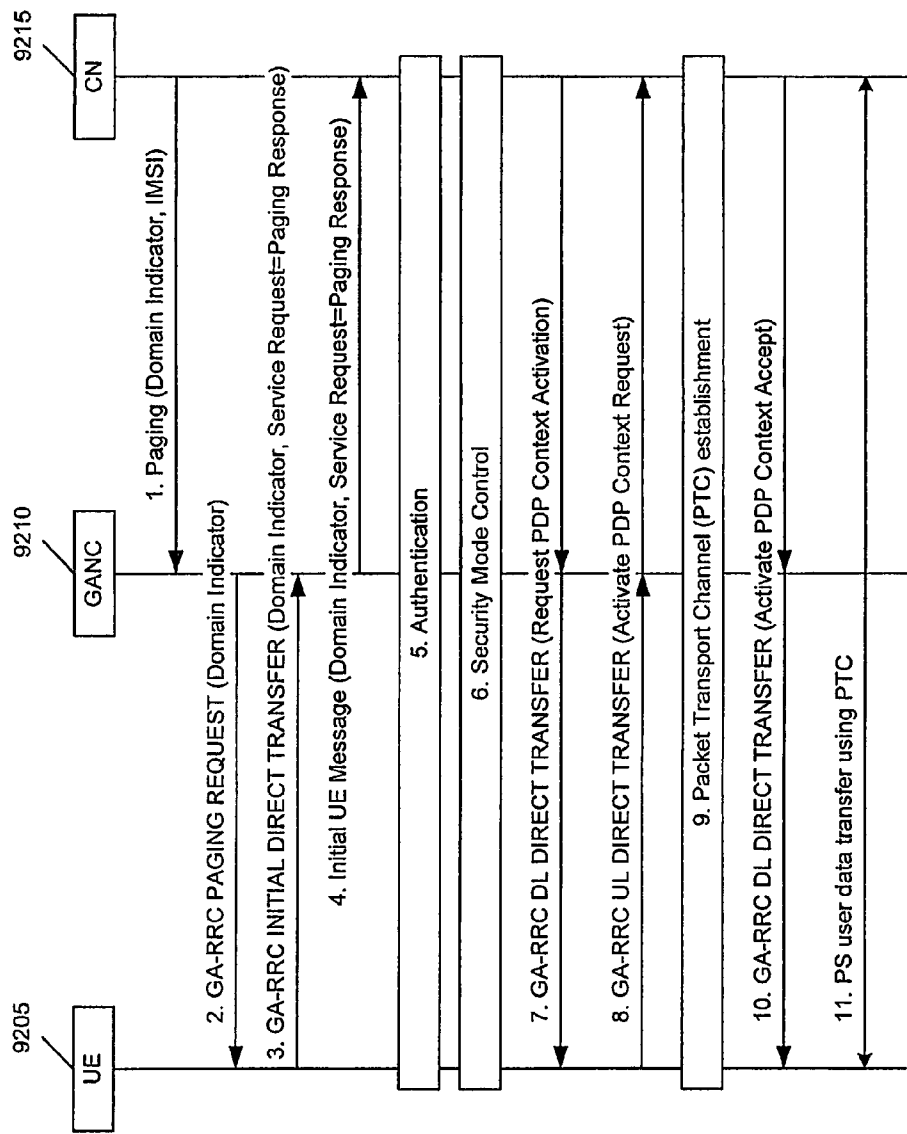 9205
UE
9210
GANC
9215
CN
1. Paging (Domain Indicator, IMSI)
2. GA-RRC PAGING REQUEST (Domain Indicator)
3. GA-RRC INITIAL DIRECT TRANSFER (Domain Indicator, Service Request=Paging Response)
4. Initial UE Message (Domain Indicator, Service Request=Paging Response)
5. Authentication
6. Security Mode Control
7. GA-RRC DL DIRECT TRANSFER (Request PDP Context Activation)
8. GA-RRC UL DIRECT TRANSFER (Activate PDP Context Request)
9. Packet Transport Channel (PTC) establishment
10. GA-RRC DL DIRECT TRANSFER (Activate PDP Context Accept)
11. PS user data transfer using PTC